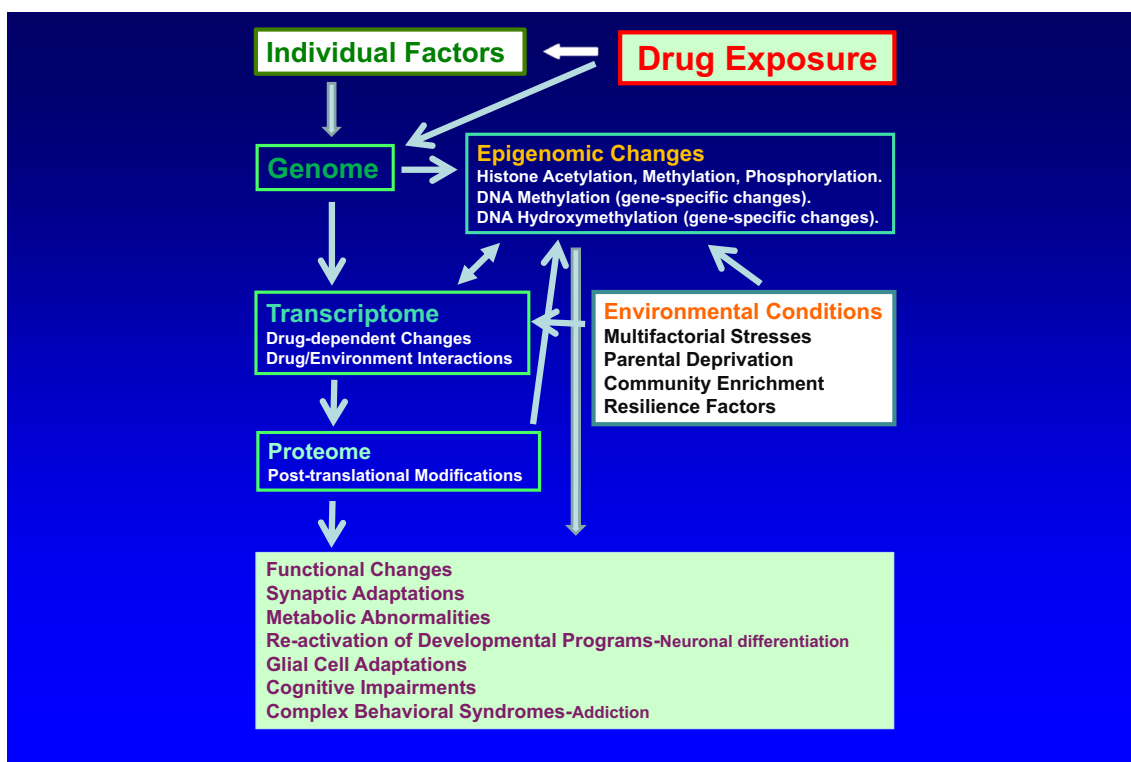 Individual Factors
Drug Exposure
Genome
Epigenomic Changes
Histone Acetylation, Methylation, Phosphorylation.
DNA Methylation (gene-specific changes).
DNA Hydroxymethylation (gene-specific changes).
Transcriptome
Drug-dependent Changes
Drug/Environment Interactions
Environmental Conditions
Multifactorial Stresses
Parental Deprivation
Community Enrichment
Resilience Factors
Proteome
Post-translational Modifications
Functional Changes
Synaptic Adaptations
Metabolic Abnormalities
Re-activation of Developmental Programs-Neuronal differentiation
Glial Cell Adaptations
Cognitive Impairments
Complex Behavioral Syndromes-Addiction